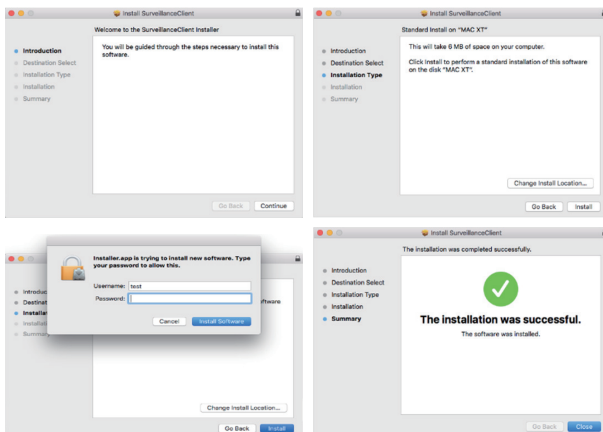 Install SurveillanceClient
Welcome to the SurveillanceClient Installer
Introduction
Destination Select
Installation Type
Installation
Summary
You will be guided through the steps necessary to install this
software.
Go Back
Continue
Install SurveillanceClient
Standard Install on "MAC XT"
Introduction
Destination Select
Installation Type
Installation
Summary
This will take 6 MB of space on your computer.
Click Install to perform a standard installation of this software
on the disk "MAC XT".
Change Install Location...
Go Back
Install
Installer.app is trying to install new software. Type
your password to allow this.
Username: test
Password:
Cancel
Install Software
Introduc
Destinat
Installat
Installati
Summary
ftware
Change Install Location...
Go Back
Install
Install SurveillanceClient
The installation was completed successfully.
Introduction
Destination Select
Installation Type
Installation
Summary
The installation was successful.
The software was installed.
Go Back
Close